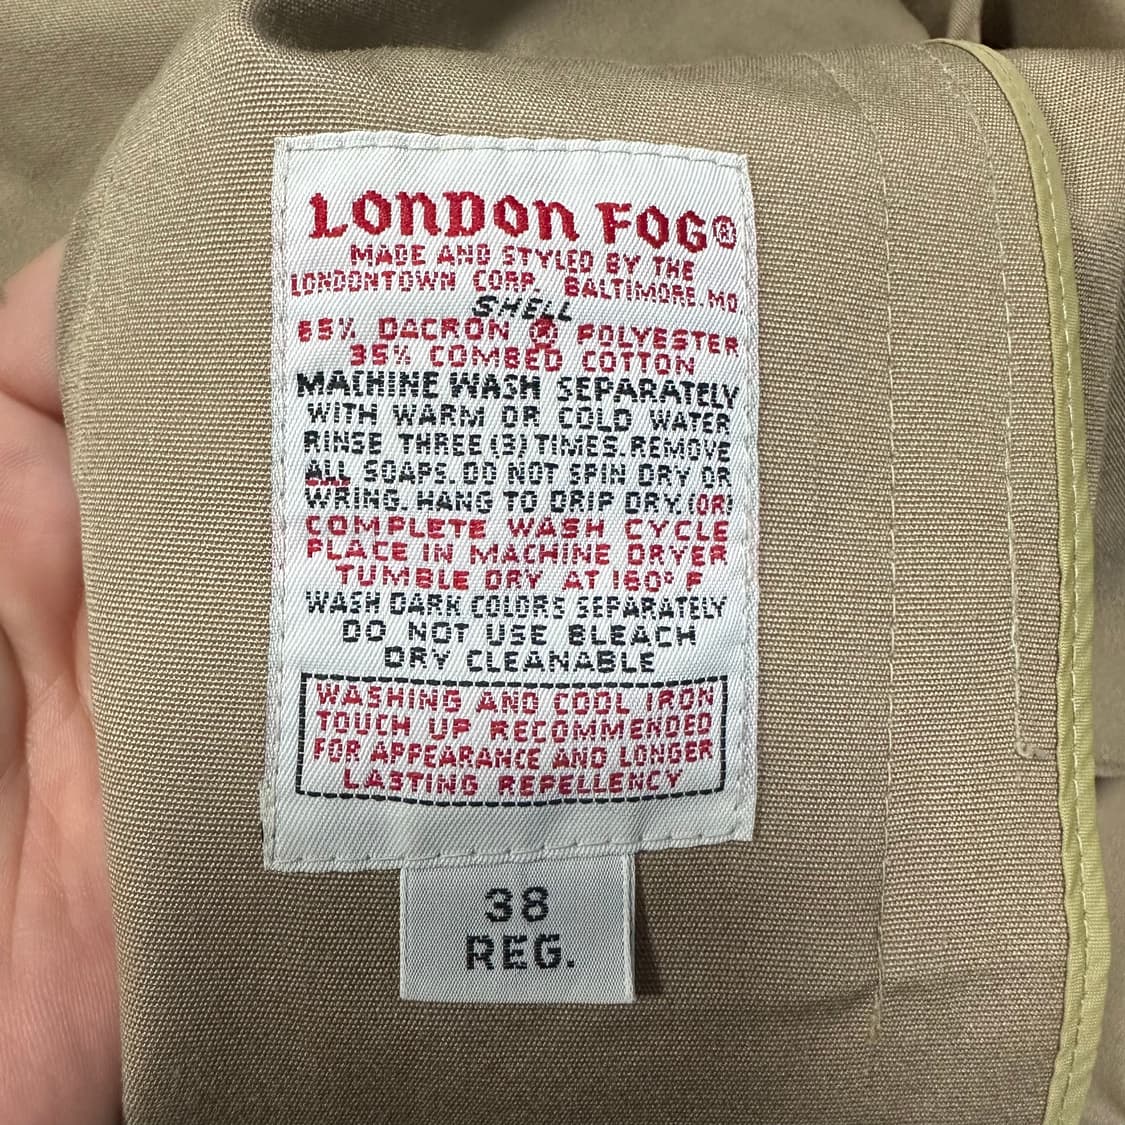 LONDON FOG®
MADE AND STYLED BY THE
LONDONTOWN CORP. BALTIMORE. MD
SHELL
65% DACRON ® POLYESTER
35% COMBED COTTON
MACHINE WASH SEPARATELY
WITH WARM OR COLD WATER
RINSE THREE (3) TIMES. REMOVE
ALL SOAPS. DO NOT SPIN DRY OR
WRING. HANG TO DRIP DRY. (OR)
COMPLETE WASH CYCLE
PLACE IN MACHINE DRYER
TUMBLE DRY AT 160° F
WASH DARK COLORS SEPARATELY
DO NOT USE BLEACH
DRY CLEANABLE
WASHING AND COOL IRON
TOUCH UP RECOMMENDED
FOR APPEARANCE AND LONGER
LASTING REPELLENCY
38
REG.